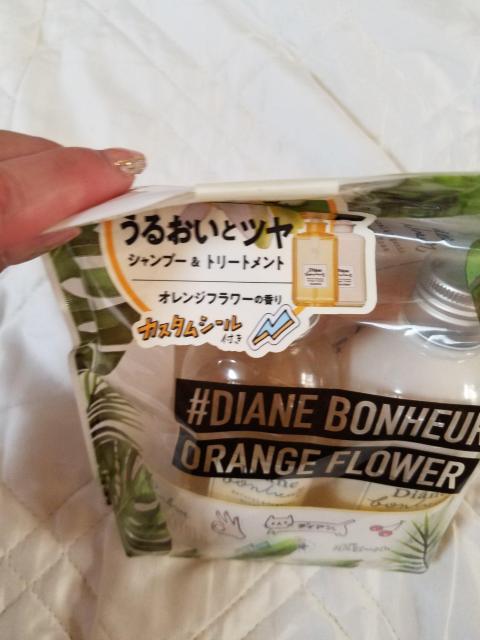 うるおいとツヤ
シャンプー & トリートメント
オレンジフラワーの香り
カスタムシール
付き
#DIANE BONHEUR
ORANGE FLOWER
Diane
bonheur